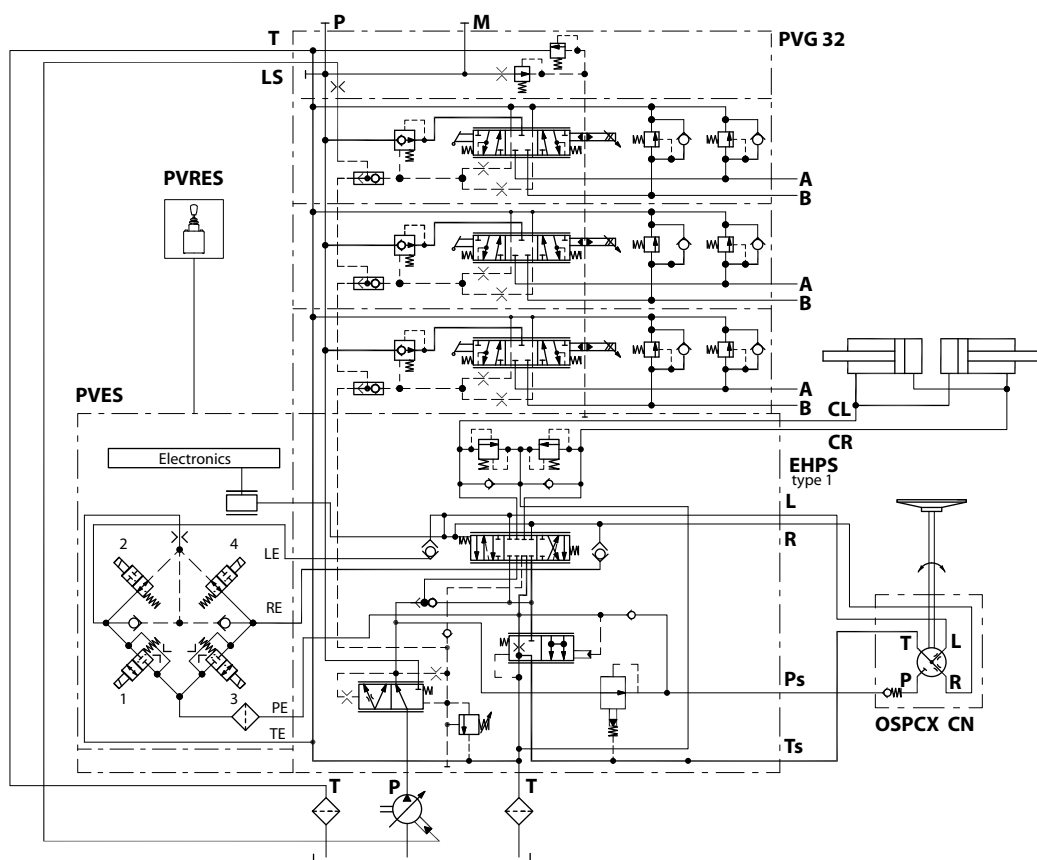 P
M
T
PVG 32
LS
PVRES
A
B
A
B
A
B
PVES
CL
CR
Electronics
EHPS
type 1
L
R
2
4
LE
RE
T
L
1
3
PE
Ps
P
R
TE
OSPCX CN
Ts
T
P
T